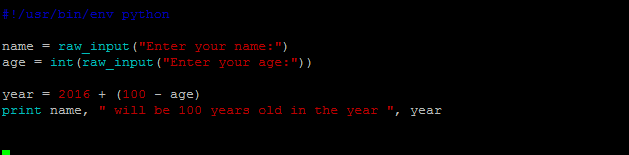 #!/usr/bin/env python
name = raw_input("Enter your name:")
age = int(raw_input("Enter your age:"))
year = 2016 + (100 - age)
print name, " will be 100 years old in the year ", year